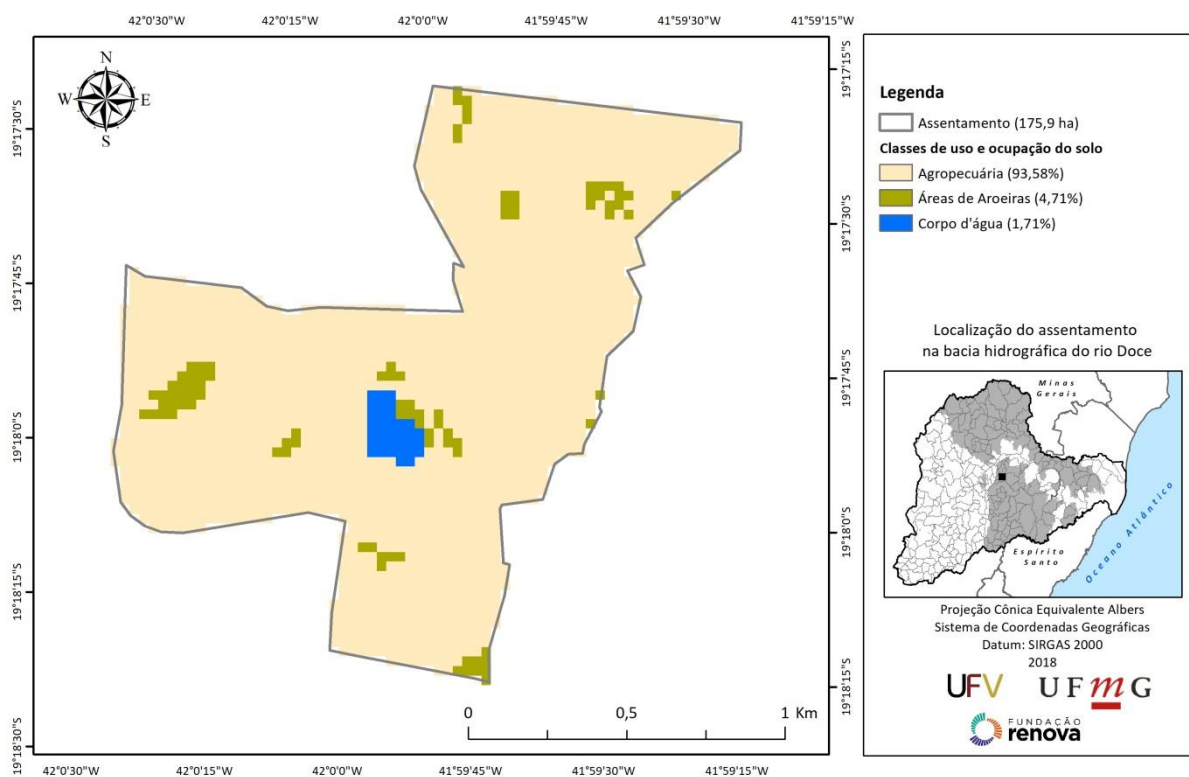 42°0'30"W 42°0'15"W 42°0'0"W 41°59'45"W 41°59'30"W 41°59'15"W
N
W E
S
19°17'30"S
19°17'45"S
19°18'0"S
19°18'15"S
19°18'30"S
19°17'15"S
19°17'30"S
19°17'45"S
19°18'0"S
19°18'15"S
0 0,5 1 Km
42°0'30"W 42°0'15"W 42°0'0"W 41°59'45"W 41°59'30"W 41°59'15"W
Legenda
Assentamento (175,9 ha)
Classes de uso e ocupação do solo
Agropecuária (93,58%)
Áreas de Aroeiras (4,71%)
Corpo d'água (1,71%)
Localização do assentamento
na bacia hidrográfica do rio Doce
Minas
Gerais
Espírito
Santo
Oceano Atlântico
Projeção Cônica Equivalente Albers
Sistema de Coordenadas Geográficas
Datum: SIRGAS 2000
2018
UFV UFmG
FUNDAÇÃO
renova